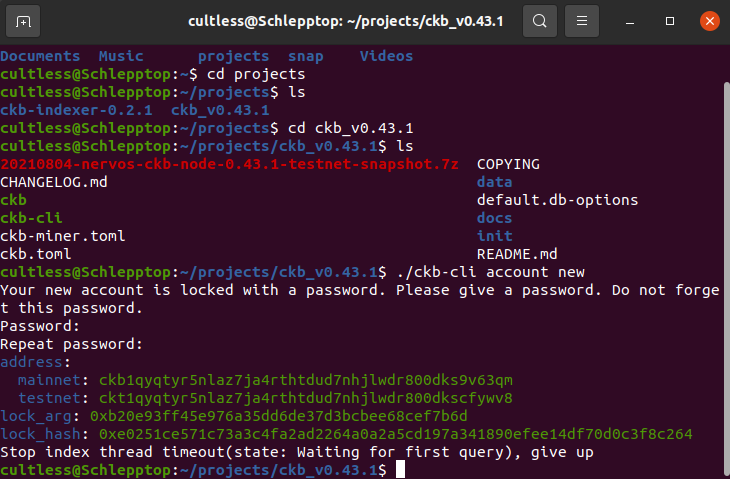 cultless@Schlepptop: ~/projects/ckb_v0.43.1
Documents  Music      projects  snap    Videos
cultless@Schlepptop:~$ cd projects
cultless@Schlepptop:~/projects$ ls
ckb-indexer-0.2.1  ckb_v0.43.1
cultless@Schlepptop:~/projects$ cd ckb_v0.43.1
cultless@Schlepptop:~/projects/ckb_v0.43.1$ ls
20210804-nervos-ckb-node-0.43.1-testnet-snapshot.7z  COPYING
CHANGELOG.md                                         data
ckb                                                  default.db-options
ckb-cli                                              docs
ckb-miner.toml                                       init
ckb.toml                                             README.md
cultless@Schlepptop:~/projects/ckb_v0.43.1$ ./ckb-cli account new
Your new account is locked with a password. Please give a password. Do not forge
t this password.
Password:
Repeat password:
address:
  mainnet: ckb1qyqtyr5nlaz7ja4rthtdud7nhjlwdr800dks9v63qm
  testnet: ckt1qyqtyr5nlaz7ja4rthtdud7nhjlwdr800dkscfywv8
lock_arg: 0xb20e93ff45e976a35dd6de37d3bcbee68cef7b6d
lock_hash: 0xe0251ce571c73a3c4fa2ad2264a0a2a5cd197a341890efee14df70d0c3f8c264
Stop index thread timeout(state: Waiting for first query), give up
cultless@Schlepptop:~/projects/ckb_v0.43.1$